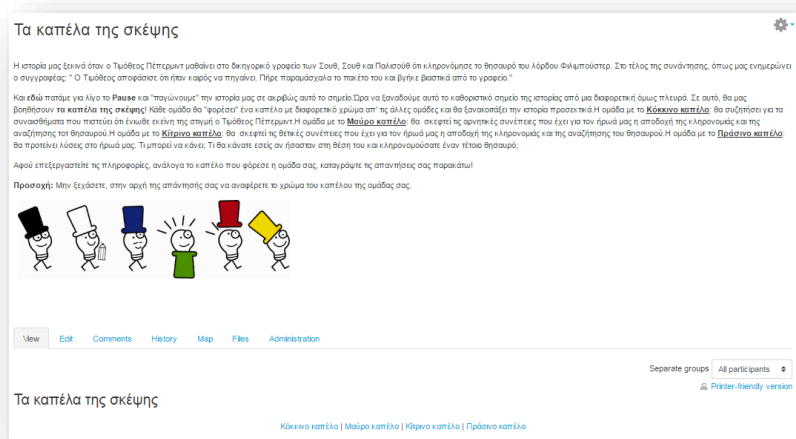 Τα καπέλα της σκέψης
Η ιστορία μας ξεκινά όταν ο Τιμόθεος Πέπερμιντ μαθαίνει στο δικηγορικό γραφείο των Σουθ, Σουθ και Παλισούθ ότι κληρονόμησε το θησαυρό του λόρδου Φιλιμπούστερ. Στο τέλος της συνάντησης, όπως μας ενημερώνει
ο συγγραφέας: " Ο Τιμόθεος αποφάσισε ότι ήταν καιρός να πηγαίνει. Πήρε παραμάσχαλα το πακέτο του και βγήκε βιαστικά από το γραφείο."
Και εδώ πατάμε για λίγο το Pause και "παγώνουμε" την ιστορία μας σε ακριβώς αυτό το σημείο.Ώρα να ξαναδούμε αυτό το καθοριστικό σημείο της ιστορίας από μια διαφορετική όμως πλευρά. Σε αυτό, θα μας
βοηθήσουν τα καπέλα της σκέψης! Κάθε ομάδα θα "φορέσει" ένα καπέλο με διαφορετικό χρώμα απ' τις άλλες ομάδες και θα ξανακοιτάξει την ιστορία προσεκτικά.Η ομάδα με το Κόκκινο καπέλο: θα συζητήσει για τα
συναισθήματα που πιστεύει ότι ένιωθε εκείνη της στιγμή ο Τιμόθεος Πέπερμιντ.Η ομάδα με το Μαύρο καπέλο: θα σκεφτεί τις αρνητικές συνέπειες που έχει για τον ήρωά μας η αποδοχή της κληρονομιάς και της
αναζήτησης τοτ θησαυρού.Η ομάδα με το Κίτρινο καπέλο: θα σκεφτεί τις θετικές συνέπειες που έχει για τον ήρωά μας η αποδοχή της κληρονομιάς και της αναζήτησης του θησαυρού.Η ομάδα με το Πράσινο καπέλο:
θα προτείνει λύσεις στο ήρωά μας. Τι μπορεί να κάνει; Τι θα κάνατε εσείς αν ήσασταν στη θέση του και κληρονομούσατε έναν τέτοιο θησαυρό;
Αφού επεξεργαστείτε τις πληροφορίες, ανάλογα το καπέλο που φόρεσε η ομάδα σας, καταγράψτε τις απαντήσεις σας παρακάτω!
Προσοχή: Μην ξεχάσετε, στην αρχή της απάντησής σας να αναφέρετε το χρώμα του καπέλου της ομάδας σας.
View Edit Comments History Map Files Administration
Separate groups All participants
Printer-friendly version
Τα καπέλα της σκέψης
Κόκκινο καπέλο | Μαύρο καπέλο | Κίτρινο καπέλο | Πράσινο καπέλο